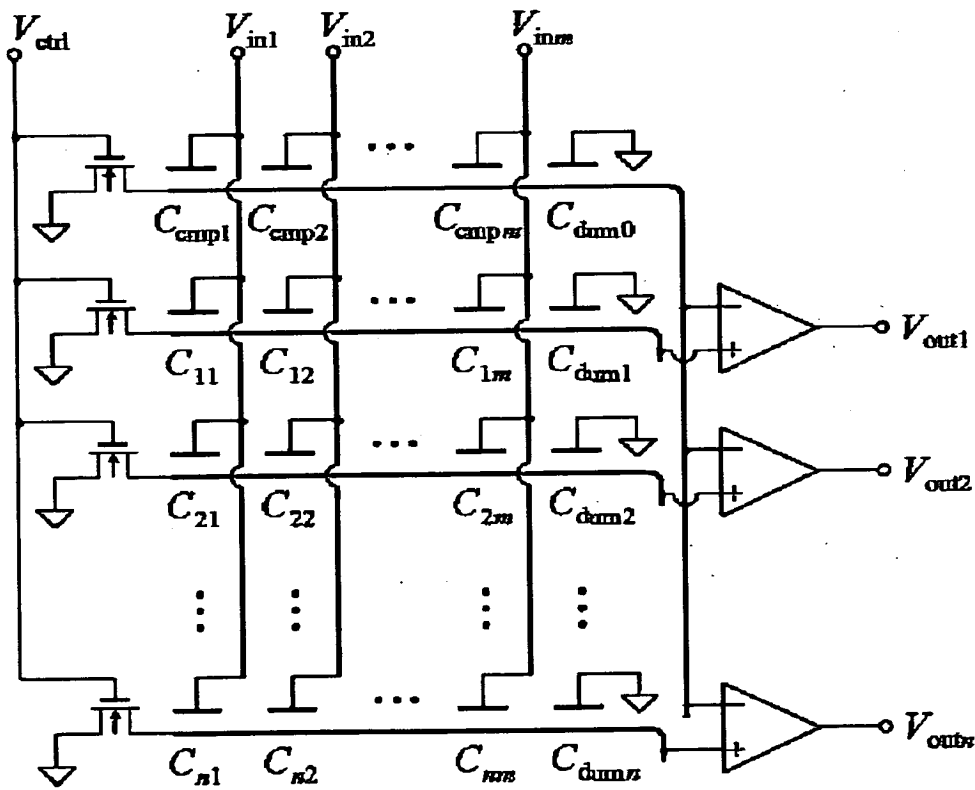 V_ctrl V_in1 V_in2 V_inm
...
C_cmp1 C_cmp2 C_cmpm C_dum0
...
− +
C_11 C_12 C_1m C_dum1
V_out1
...
− +
C_21 C_22 C_2m C_dum2
V_out2
⋮ ⋮ ⋮ ⋮
...
− +
C_n1 C_n2 C_nm C_dumn
V_outn